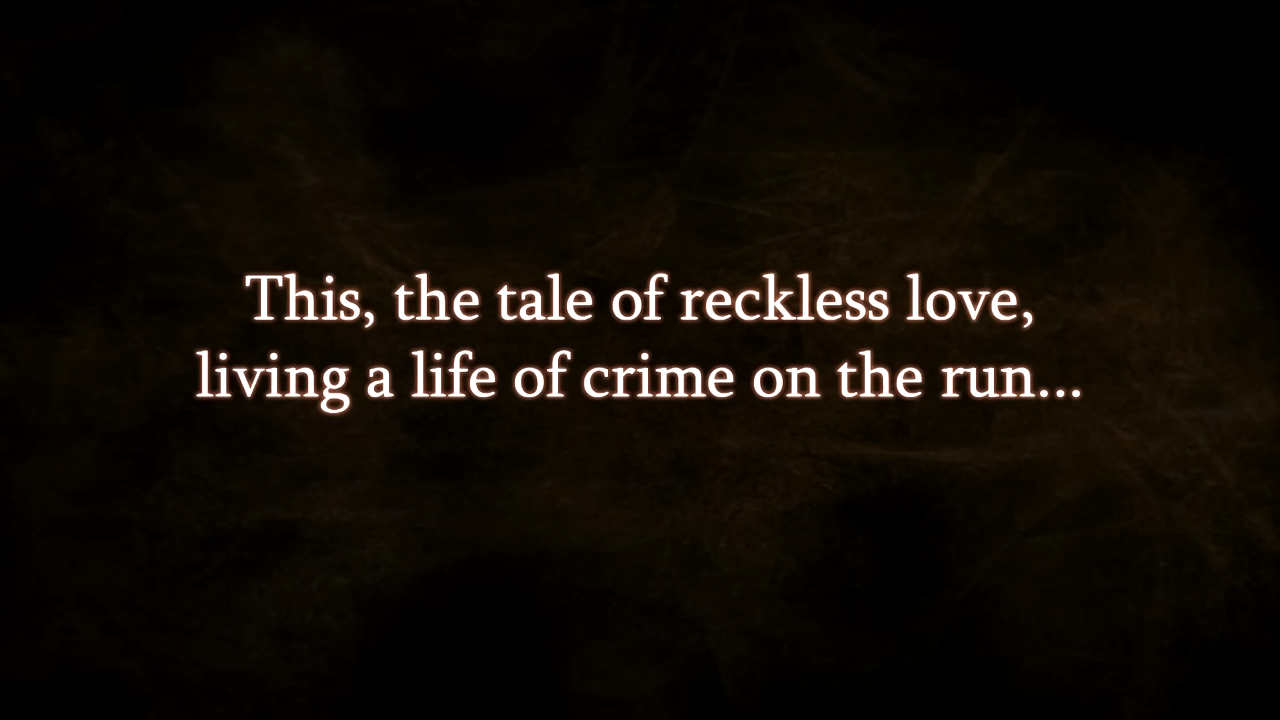 This, the tale of reckless love,
living a life of crime on the run...